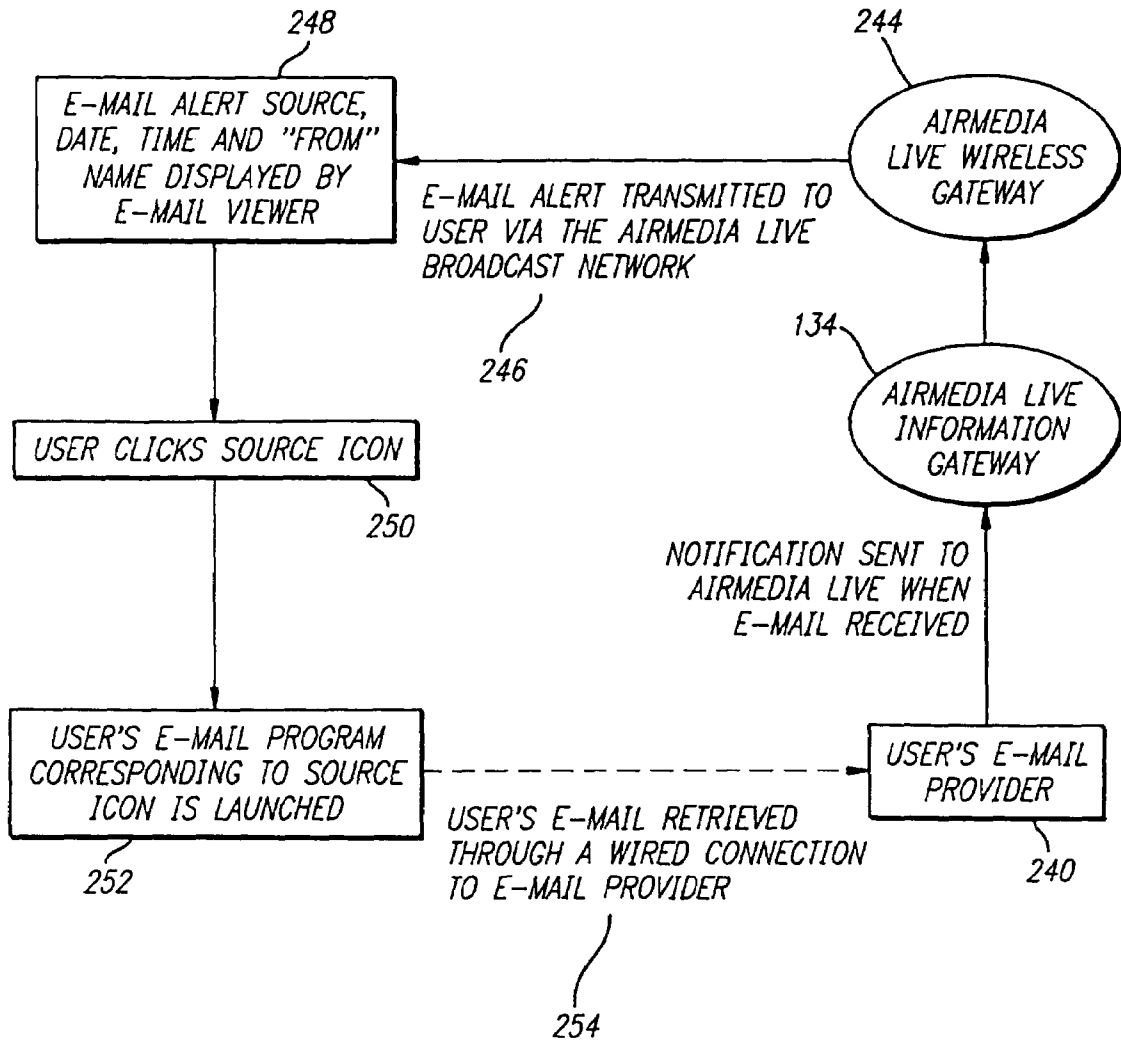 248
E-MAIL ALERT SOURCE,
DATE, TIME AND "FROM"
NAME DISPLAYED BY
E-MAIL VIEWER
244
AIRMEDIA
LIVE WIRELESS
GATEWAY
E-MAIL ALERT TRANSMITTED TO
USER VIA THE AIRMEDIA LIVE
BROADCAST NETWORK
246
134
AIRMEDIA LIVE
INFORMATION
GATEWAY
USER CLICKS SOURCE ICON
250
NOTIFICATION SENT TO
AIRMEDIA LIVE WHEN
E-MAIL RECEIVED
USER'S E-MAIL PROGRAM
CORRESPONDING TO SOURCE
ICON IS LAUNCHED
252
USER'S E-MAIL RETRIEVED
THROUGH A WIRED CONNECTION
TO E-MAIL PROVIDER
254
USER'S E-MAIL
PROVIDER
240